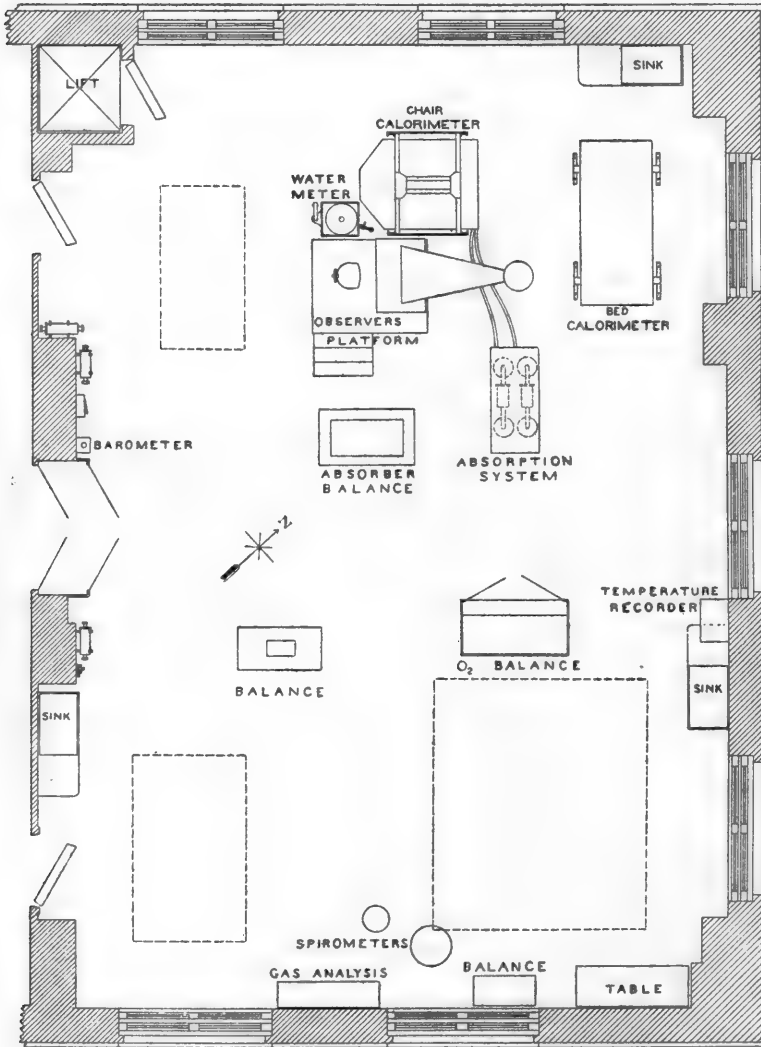 LIFT
SINK
CHAIR
CALORIMETER
WATER
METER
OBSERVERS
PLATFORM
BED
CALORIMETER
BAROMETER
ABSORBER
BALANCE
ABSORPTION
SYSTEM
N
TEMPERATURE
RECORDER
O₂ BALANCE
BALANCE
SINK
SINK
SPIROMETERS
GAS ANALYSIS
BALANCE
TABLE